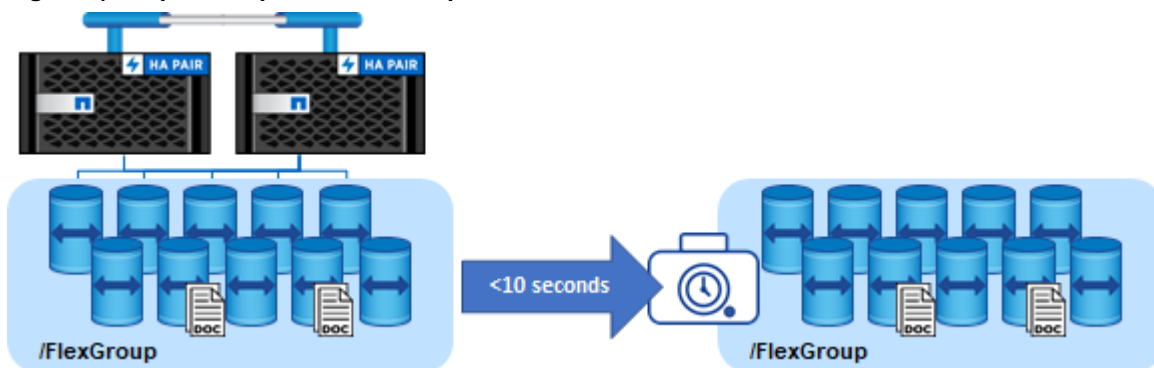 HA PAIR
HA PAIR
<10 seconds
DOC
DOC
DOC
DOC
/FlexGroup
/FlexGroup